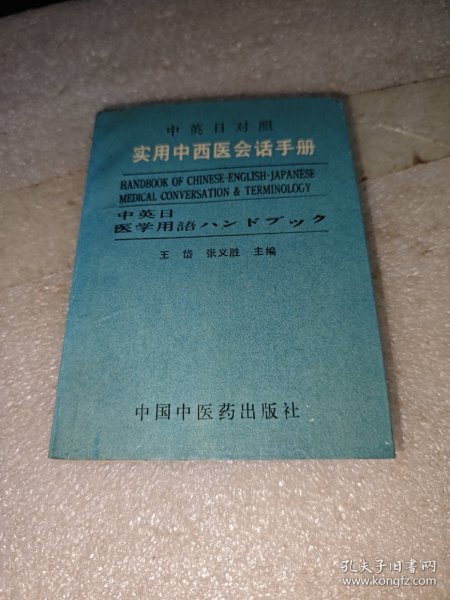 中英日对照
实用中西医会话手册
HANDBOOK OF CHINESE-ENGLISH-JAPANESE
MEDICAL CONVERSATION & TERMINOLOGY
中英日
医学用語ハンドブック
王 岱 张义胜 主编
中国中医药出版社
孔夫子旧书网
www.kongfz.com